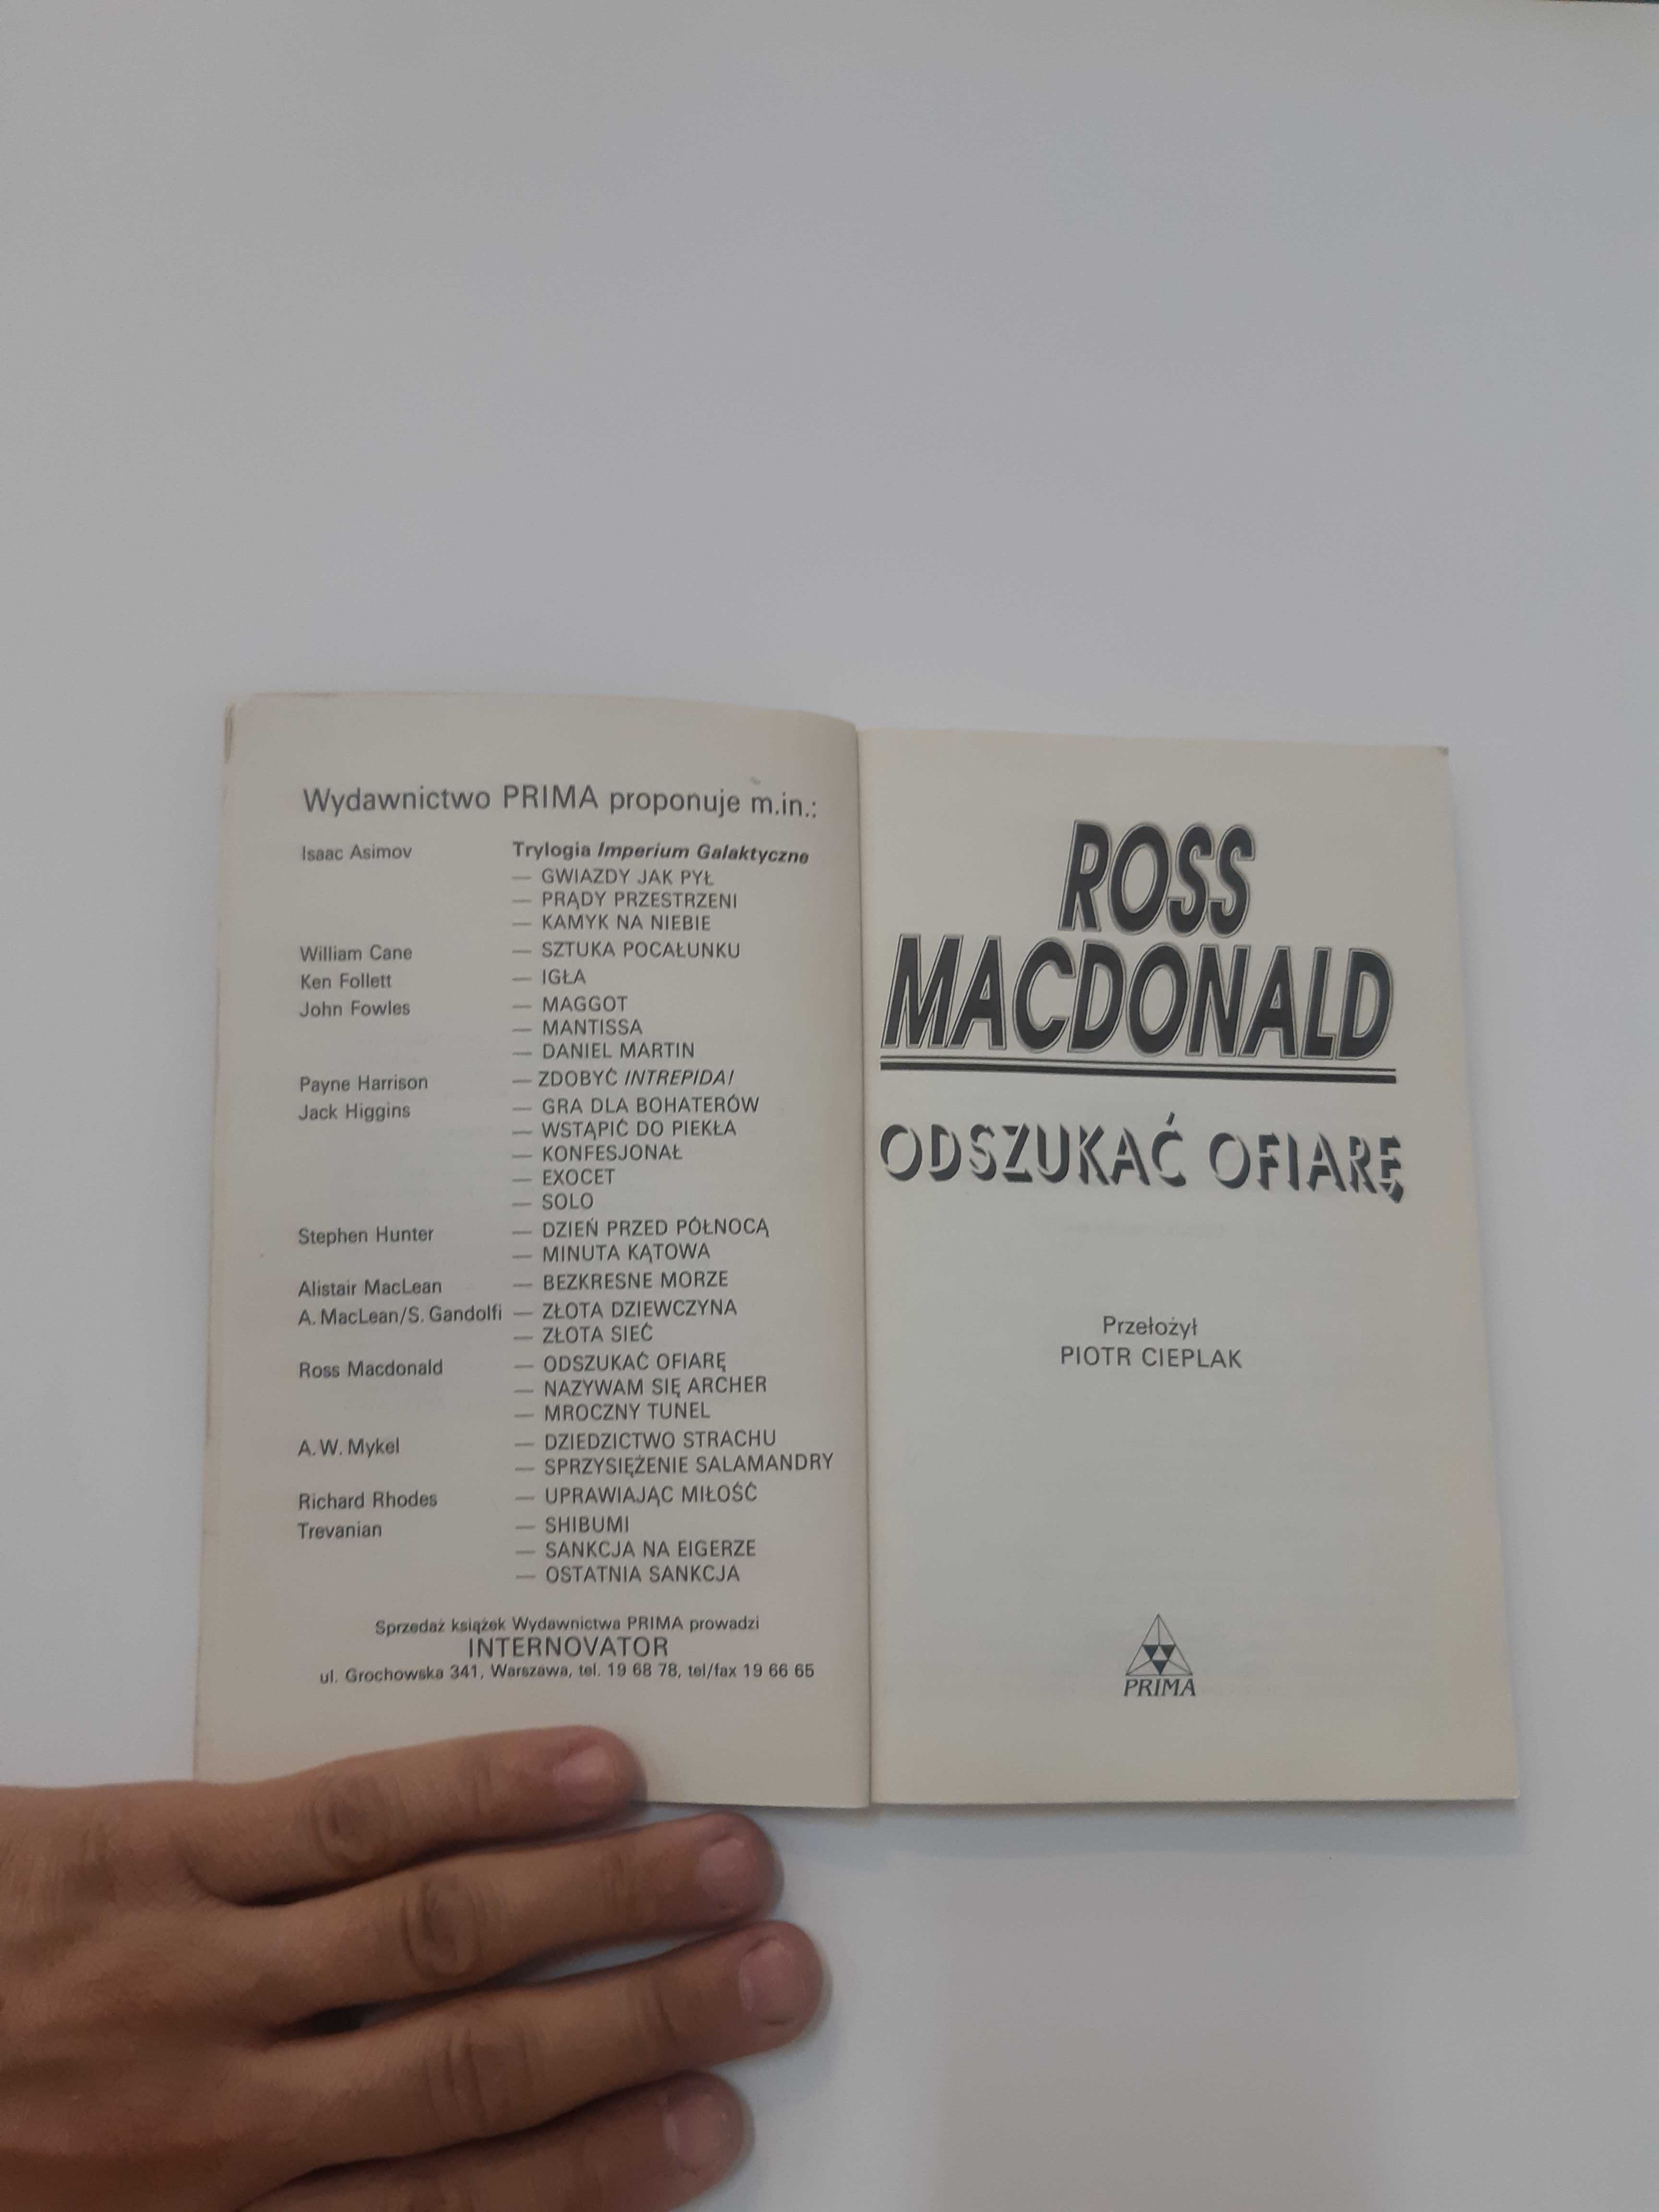 Wydawnictwo PRIMA proponuje m.in.:
Isaac Asimov Trylogia Imperium Galaktyczne
— GWIAZDY JAK PYŁ
— PRĄDY PRZESTRZENI
— KAMYK NA NIEBIE
William Cane — SZTUKA POCAŁUNKU
Ken Follett — IGŁA
John Fowles — MAGGOT
— MANTISSA
— DANIEL MARTIN
Payne Harrison — ZDOBYĆ INTREPIDA!
Jack Higgins — GRA DLA BOHATERÓW
— WSTĄPIĆ DO PIEKŁA
— KONFESJONAŁ
— EXOCET
— SOLO
Stephen Hunter — DZIEŃ PRZED PÓŁNOCĄ
— MINUTA KĄTOWA
Alistair MacLean — BEZKRESNE MORZE
A. MacLean/S. Gandolfi — ZŁOTA DZIEWCZYNA
— ZŁOTA SIEĆ
Ross Macdonald — ODSZUKAĆ OFIARĘ
— NAZYWAM SIĘ ARCHER
— MROCZNY TUNEL
A. W. Mykel — DZIEDZICTWO STRACHU
— SPRZYSIĘŻENIE SALAMANDRY
Richard Rhodes — UPRAWIAJĄC MIŁOŚĆ
Trevanian — SHIBUMI
— SANKCJA NA EIGERZE
— OSTATNIA SANKCJA
Sprzedaż książek Wydawnictwa PRIMA prowadzi
INTERNOVATOR
ul. Grochowska 341, Warszawa, tel. 19 68 78, tel/fax 19 66 65
ROSS
MACDONALD
ODSZUKAĆ OFIARĘ
Przełożył
PIOTR CIEPLAK
PRIMA